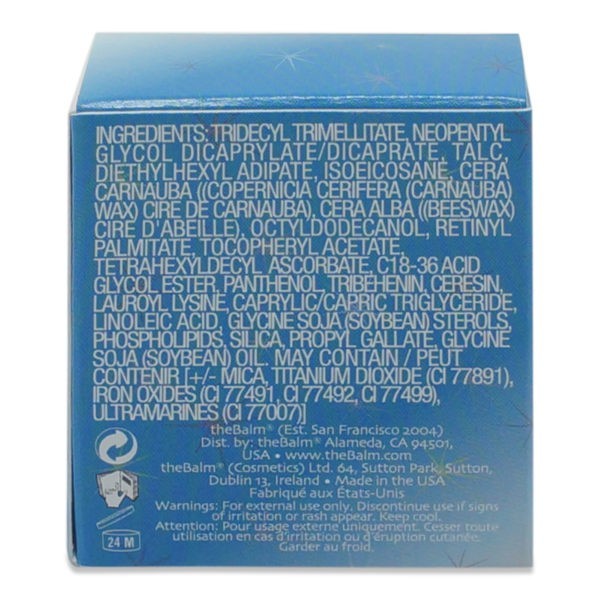 INGREDIENTS: TRIDECYL TRIMELLITATE, NEOPENTYL
GLYCOL DICAPRYLATE/DICAPRATE, TALC,
DIETHYLHEXYL ADIPATE, ISOEICOSANE, CERA
CARNAUBA ((COPERNICIA CERIFERA (CARNAUBA)
WAX) CIRE DE CARNAUBA), CERA ALBA ((BEESWAX)
CIRE D'ABEILLE), OCTYLDODECANOL, RETINYL
PALMITATE, TOCOPHERYL ACETATE,
TETRAHEXYLDECYL ASCORBATE, C18-36 ACID
GLYCOL ESTER, PANTHENOL, TRIBEHENIN, CERESIN,
LAUROYL LYSINE, CAPRYLIC/CAPRIC TRIGLYCERIDE,
LINOLEIC ACID, GLYCINE SOJA (SOYBEAN) STEROLS,
PHOSPHOLIPIDS, SILICA, PROPYL GALLATE, GLYCINE
SOJA (SOYBEAN) OIL. MAY CONTAIN / PEUT
CONTENIR [+/- MICA, TITANIUM DIOXIDE (CI 77891),
IRON OXIDES (CI 77491, CI 77492, CI 77499),
ULTRAMARINES (CI 77007)]
theBalm® (Est. San Francisco 2004)
Dist. by: theBalm® Alameda, CA 94501,
USA • www.theBalm.com
theBalm® (Cosmetics) Ltd. 64, Sutton Park, Sutton,
Dublin 13, Ireland • Made in the USA
Fabriqué aux États-Unis
Warnings: For external use only. Discontinue use if signs
of irritation or rash appear. Keep cool.
Attention: Pour usage externe uniquement. Cesser toute
utilisation en cas d'irritation ou d'éruption cutanée.
Garder au froid.
24 M